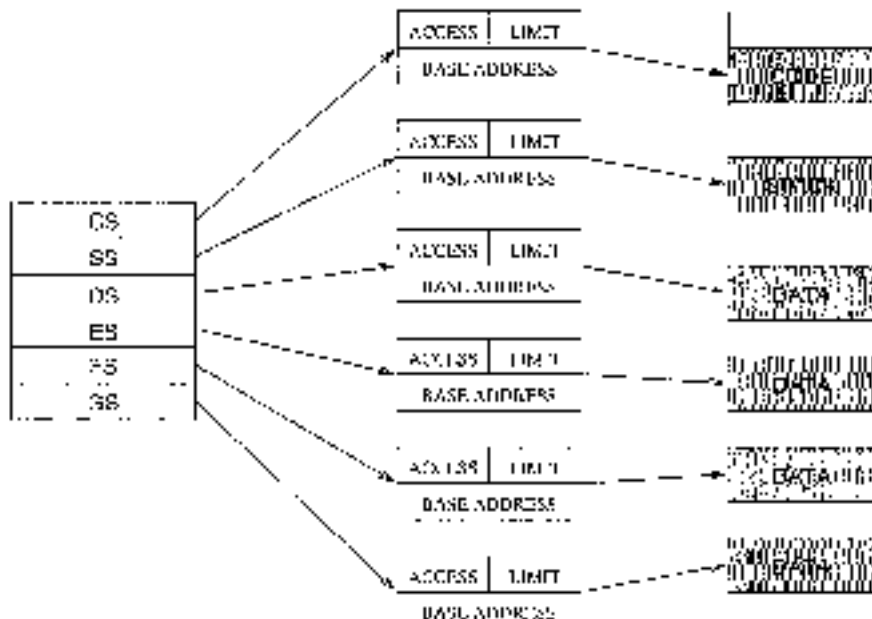 CS
SS
DS
ES
FS
GS
ACCESS LIMIT
BASE ADDRESS
CODE
ACCESS LIMIT
BASE ADDRESS
STACK
ACCESS LIMIT
BASE ADDRESS
DATA
ACCESS LIMIT
BASE ADDRESS
DATA
ACCESS LIMIT
BASE ADDRESS
DATA
ACCESS LIMIT
BASE ADDRESS
DATA